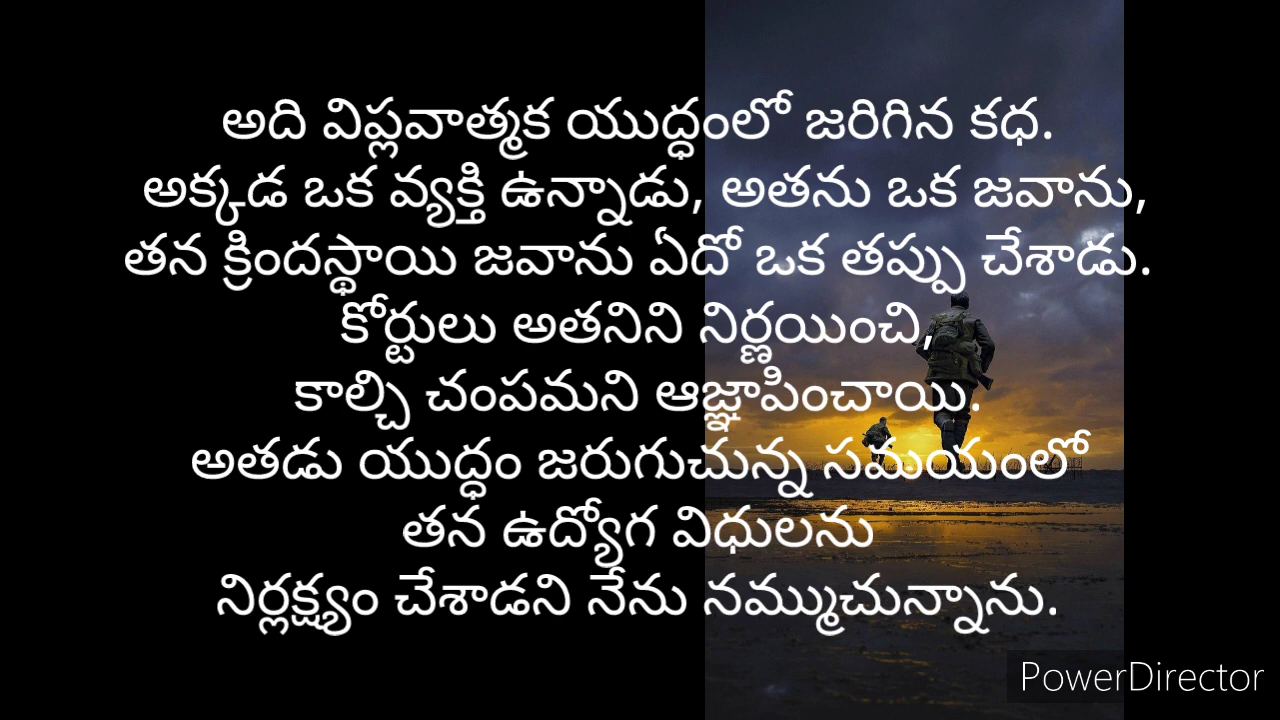 అది విప్లవాత్మక యుద్ధంలో జరిగిన కధ.
అక్కడ ఒక వ్యక్తి ఉన్నాడు, అతను ఒక జవాను,
తన క్రిందస్థాయి జవాను ఏదో ఒక తప్పు చేశాడు.
కోర్టులు అతనిని నిర్ణయించి,
కాల్చి చంపమని ఆజ్ఞాపించాయి.
అతడు యుద్ధం జరుగుచున్న సమయంలో
తన ఉద్యోగ విధులను
నిర్లక్ష్యం చేశాడని నేను నమ్ముచున్నాను.
PowerDirector